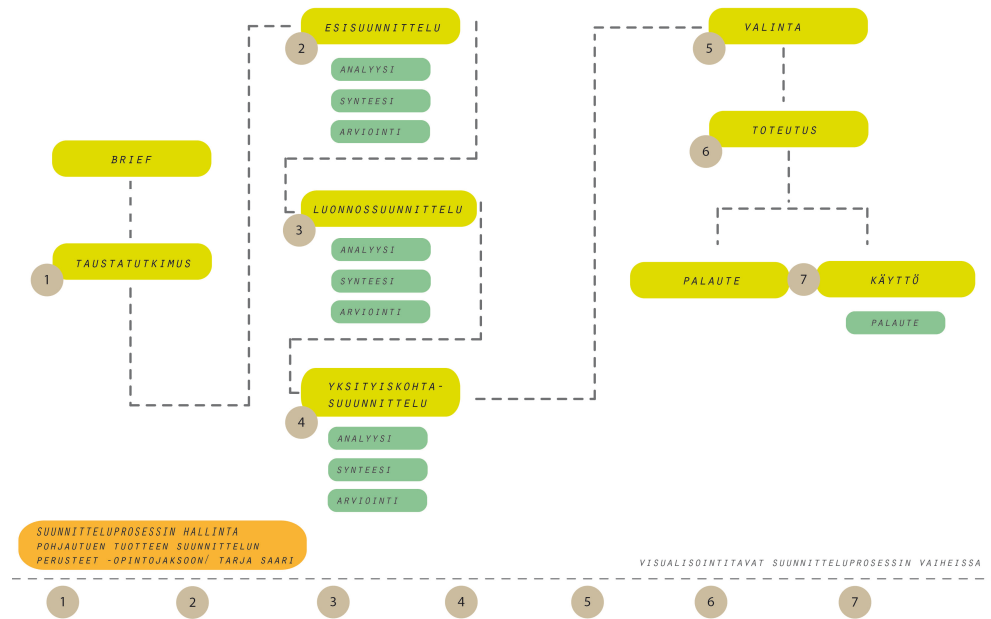 BRIEF
TAUSTATUTKIMUS
1
ESISUUNNITTELU
2
ANALYYSI
SYNTEESI
ARVIOINTI
LUONNOSSUUNNITTELU
3
ANALYYSI
SYNTEESI
ARVIOINTI
YKSITYISKOHTA-
SUUUNNITTELU
4
ANALYYSI
SYNTEESI
ARVIOINTI
VALINTA
5
TOTEUTUS
6
PALAUTE
7
KÄYTTÖ
PALAUTE
SUUNNITTELUPROSESSIN HALLINTA
POHJAUTUEN TUOTTEEN SUUNNITTELUN
PERUSTEET -OPINTOJAKSOON/ TARJA SAARI
VISUALISOINTITAVAT SUUNNITTELUPROSESSIN VAIHEISSA
1 2 3 4 5 6 7